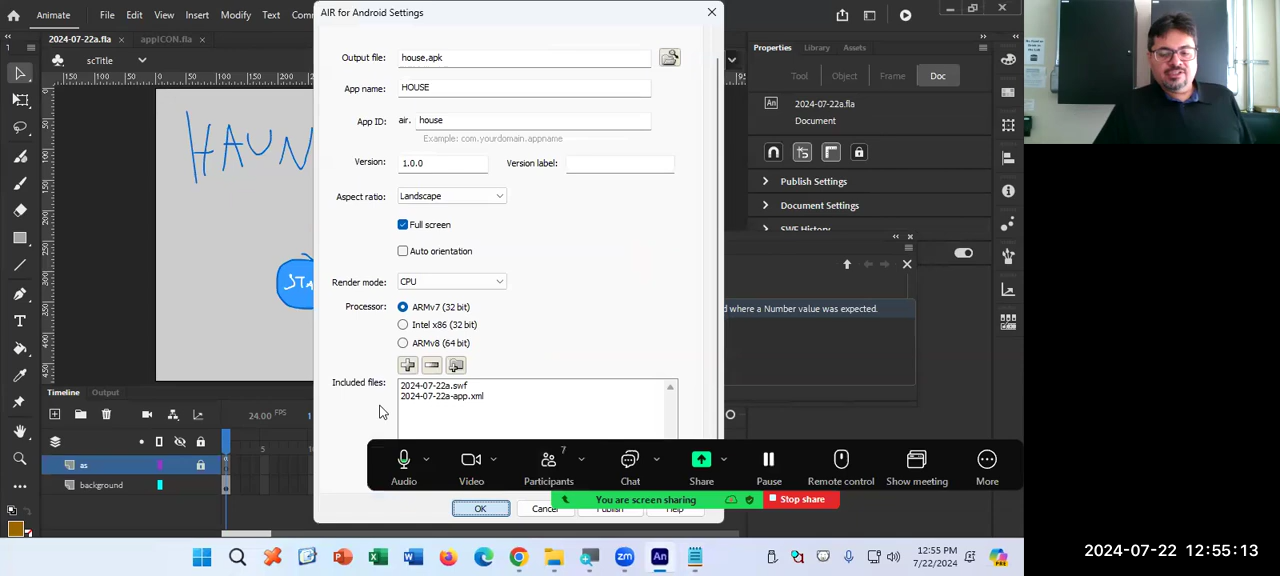 Animate
File
Edit
View
Insert
Modify
Text
AIR for Android Settings
2024-07-22a.fla
appICON.fla
scTitle
HAUN
STA
Output file:
house.apk
App name:
HOUSE
App ID:
air.
house
Example: com.yourdomain.appname
Version:
1.0.0
Version label:
Aspect ratio:
Landscape
Full screen
Auto orientation
Render mode:
CPU
Processor:
ARMv7 (32 bit)
Intel x86 (32 bit)
ARMv8 (64 bit)
Included files:
2024-07-22a.swf
2024-07-22a-app.xml
OK
Properties
Library
Assets
Tool
Object
Frame
Doc
2024-07-22a.fla
Document
Publish Settings
Document Settings
SWF History
d where a Number value was expected.
Timeline
Output
24.00 FPS
5
as
background
7
Audio
Video
Participants
Chat
Share
Pause
Remote control
Show meeting
More
You are screen sharing
Stop share
12:55 PM
7/22/2024
2024-07-22 12:55:13